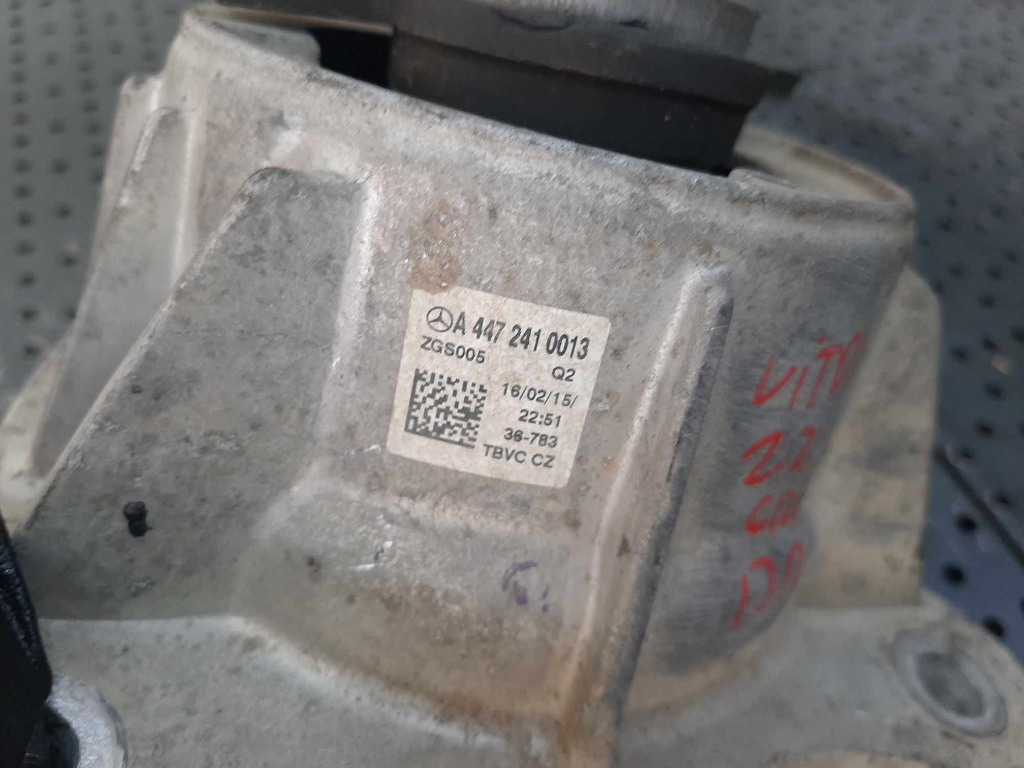 A 447 241 0013
ZGS005 Q2
16/02/15/
22:51
36-783
TBVC CZ
VITO
2.2